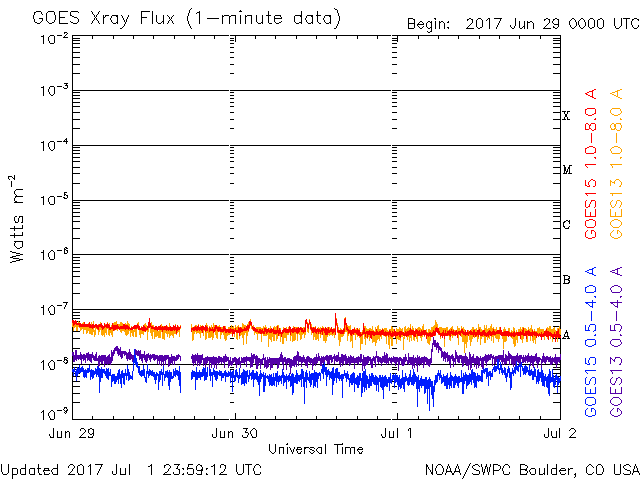 GOES Xray Flux (1-minute data)
Begin: 2017 Jun 29 0000 UTC
10-2
10-3
10-4
10-5
10-6
10-7
10-8
10-9
Watts m-2
X
M
C
B
A
GOES15 1.0-8.0 A
GOES13 1.0-8.0 A
GOES15 0.5-4.0 A
GOES13 0.5-4.0 A
Jun 29
Jun 30
Jul 1
Jul 2
Universal Time
Updated 2017 Jul 1 23:59:12 UTC
NOAA/SWPC Boulder, CO USA